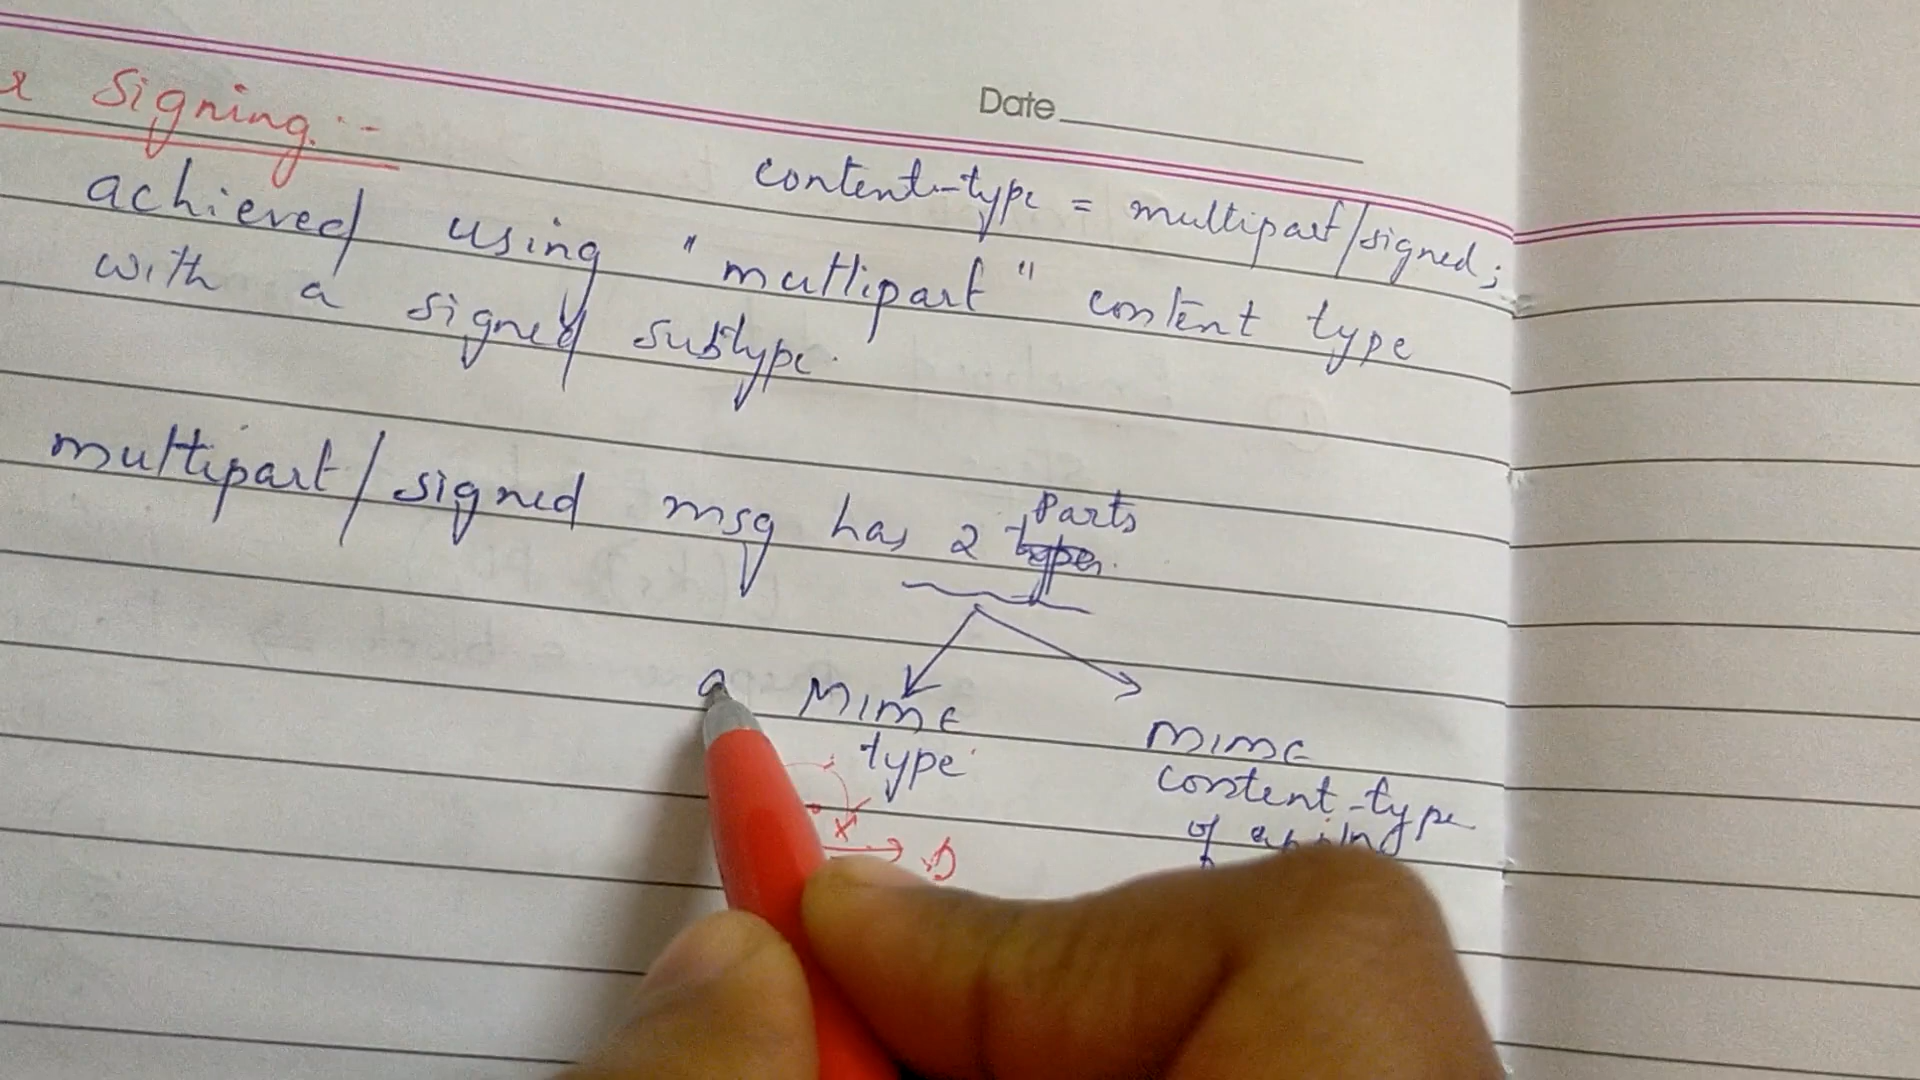 Date
Signing :-
content-type = multipart/signed;
achieved using "multipart" content type
with a signed subtype.
multipart/signed msg has 2 parts
a MIME type
MIME content-type of
x
D